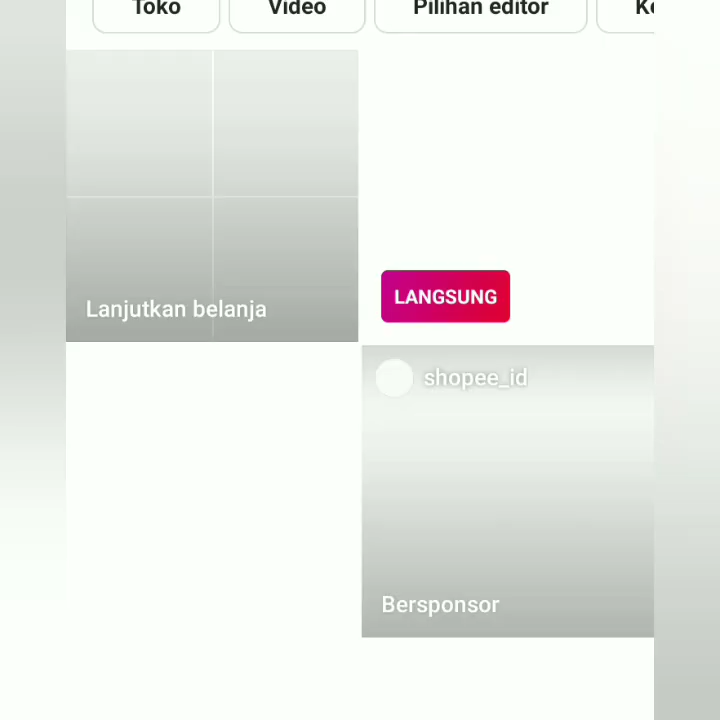 Toko
Video
Pilihan editor
Lanjutkan belanja
LANGSUNG
shopee_id
Bersponsor